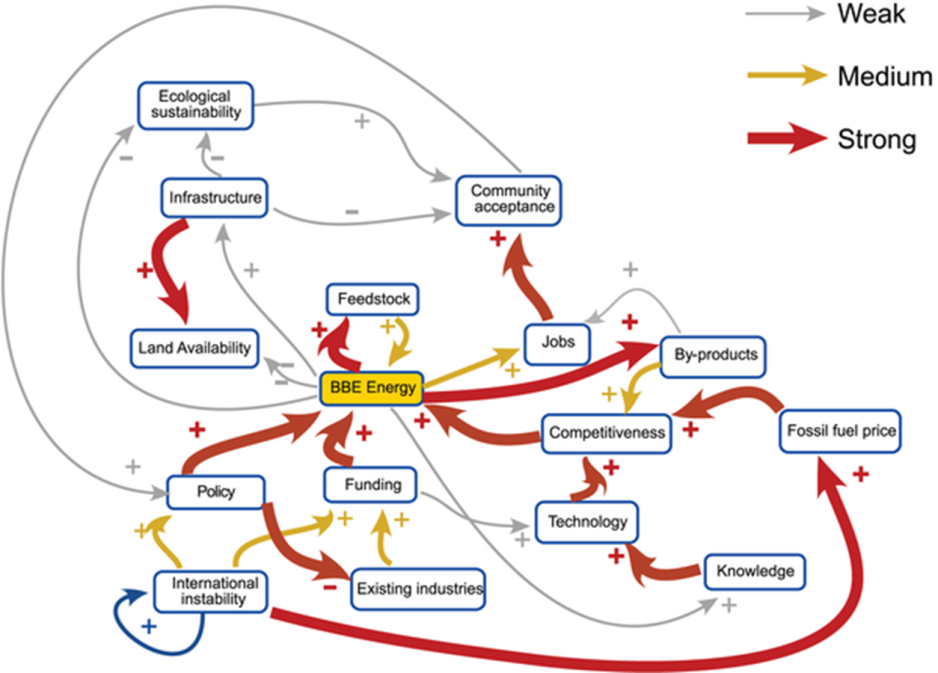 Weak
Medium
Strong
Ecological
sustainability
+
-
-
Infrastructure
Community
acceptance
-
+
+
+
+
Feedstock
+
+
+
Land Availability
Jobs
By-products
-
-
BBE Energy
+
+
+
+
+
Competitiveness
+
Fossil fuel price
+
+
+
Policy
Funding
+
+
+
+
Technology
+
+
-
International
instability
Existing industries
Knowledge
+
+